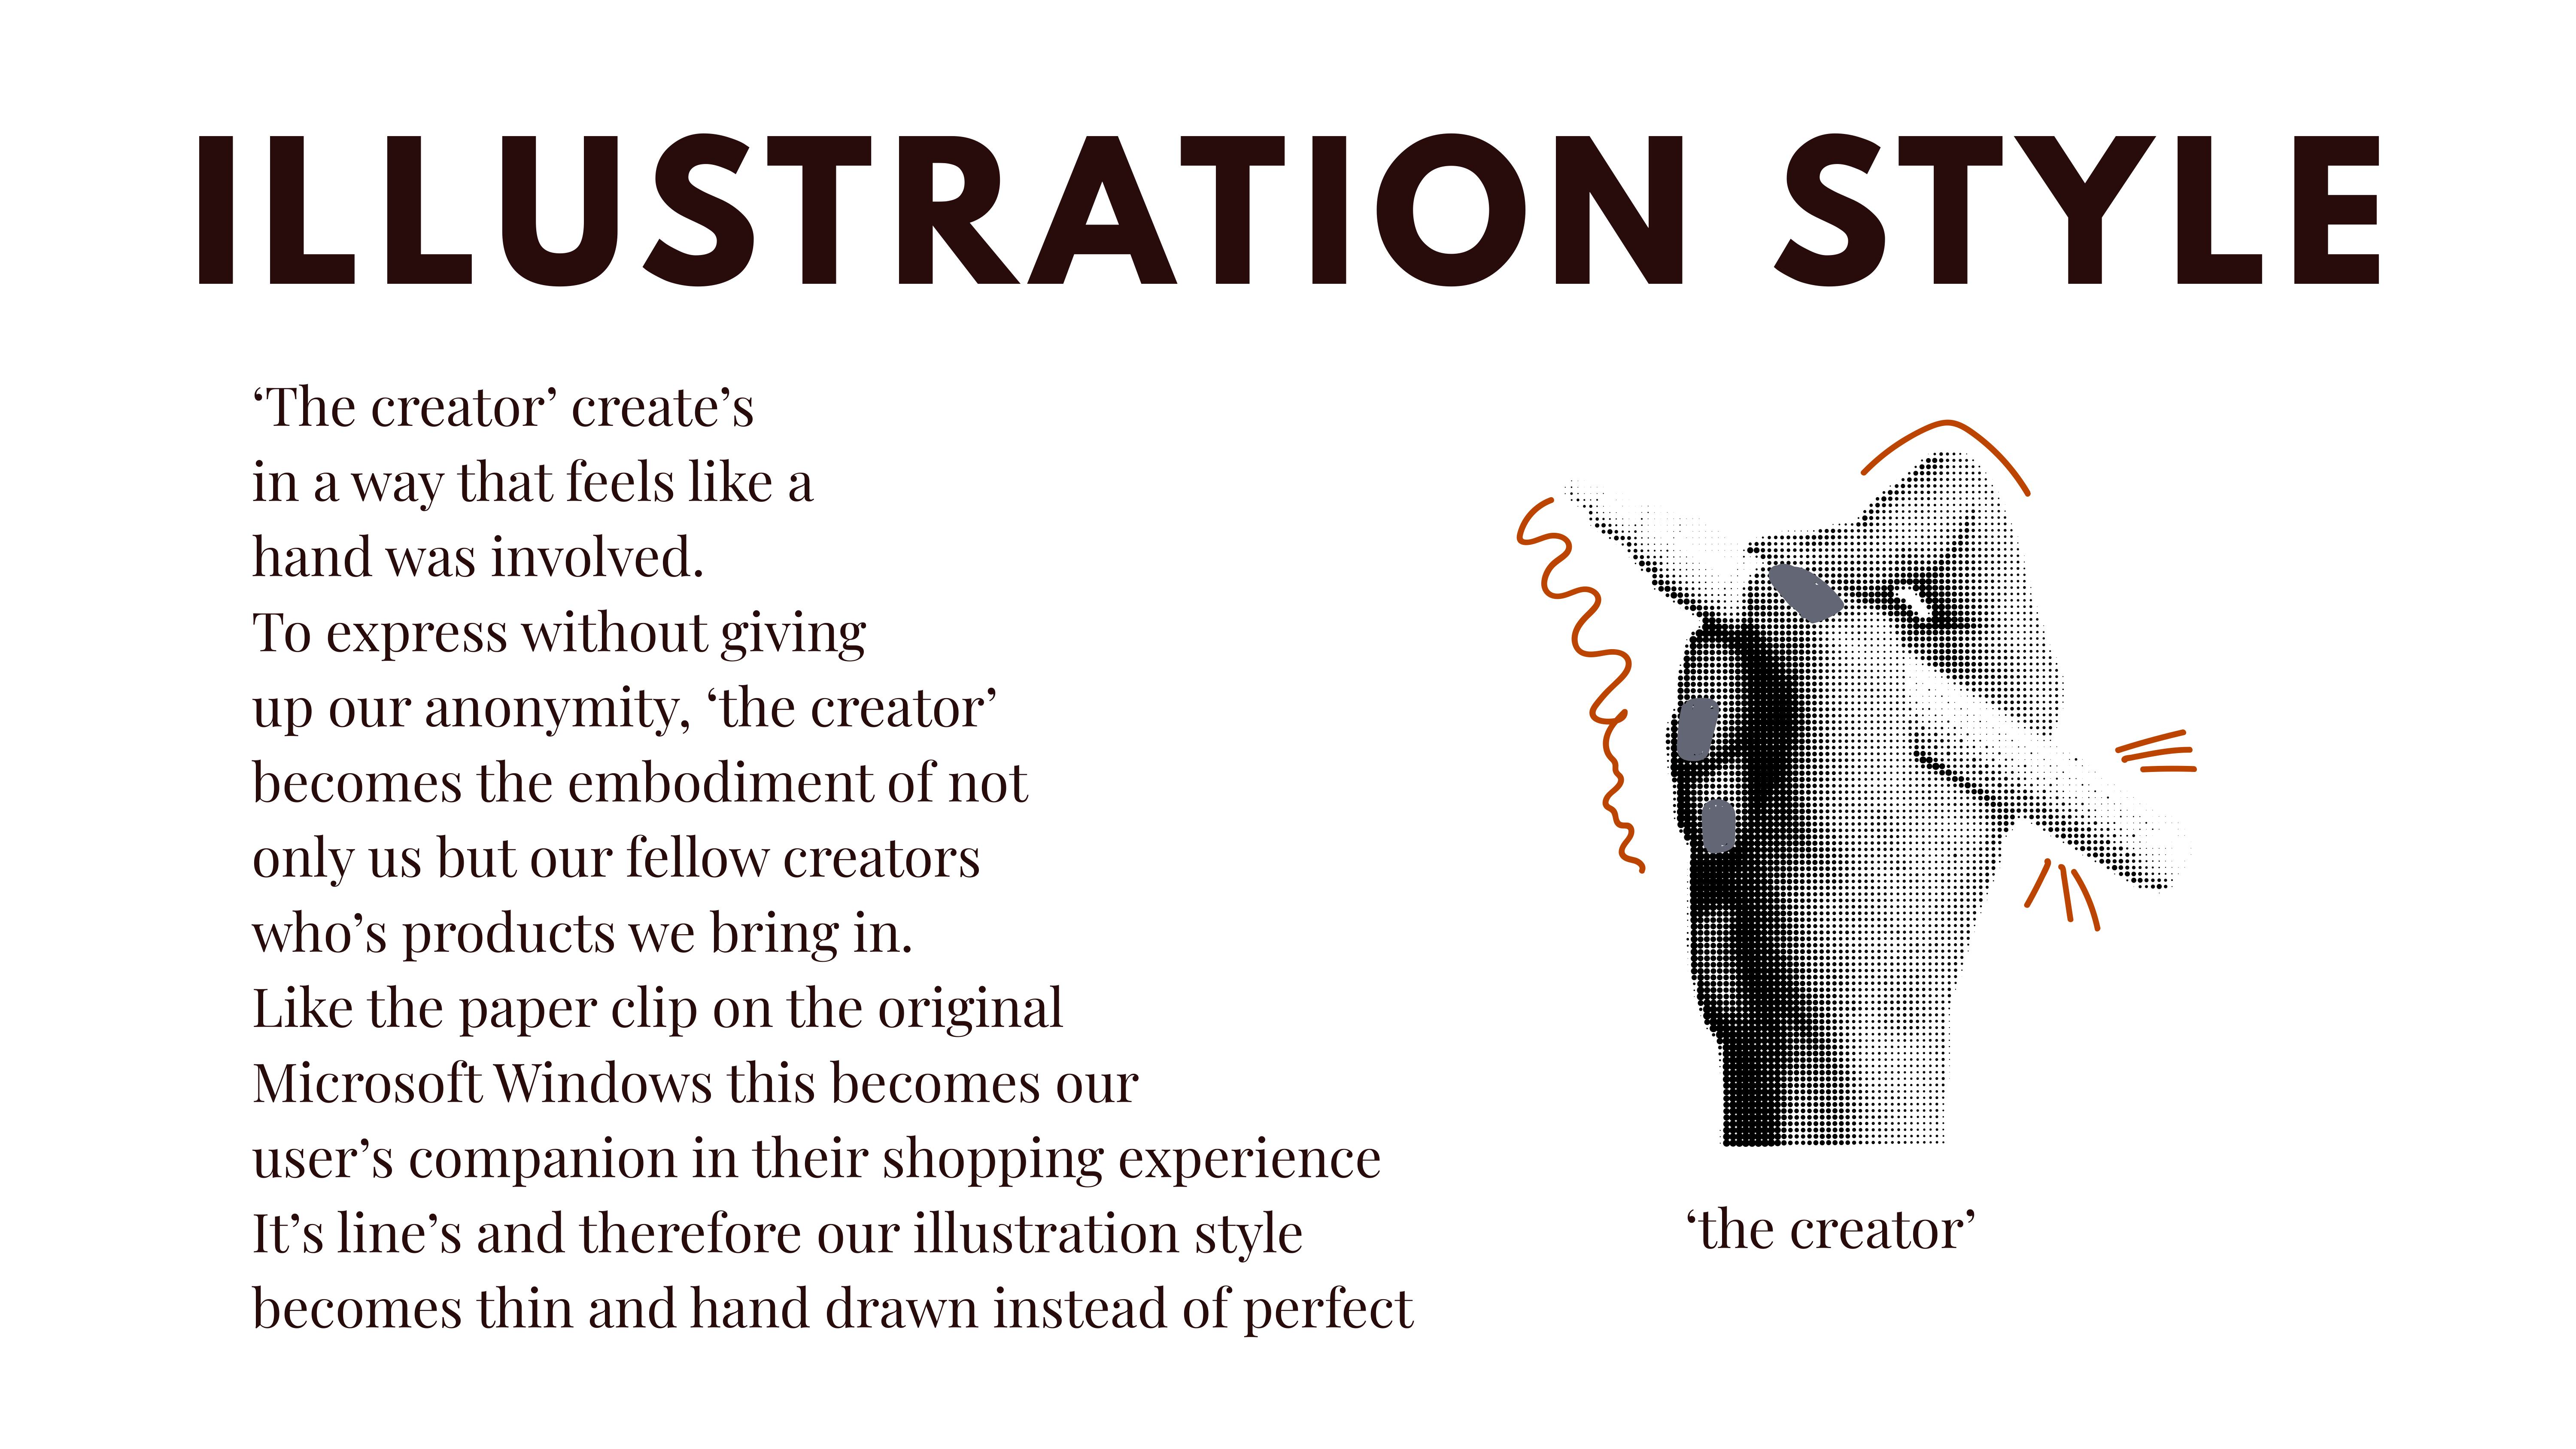 ILLUSTRATION STYLE
‘The creator’ create’s
in a way that feels like a
hand was involved.
To express without giving
up our anonymity, ‘the creator’
becomes the embodiment of not
only us but our fellow creators
who’s products we bring in.
Like the paper clip on the original
Microsoft Windows this becomes our
user’s companion in their shopping experience
It’s line’s and therefore our illustration style
becomes thin and hand drawn instead of perfect
‘the creator’